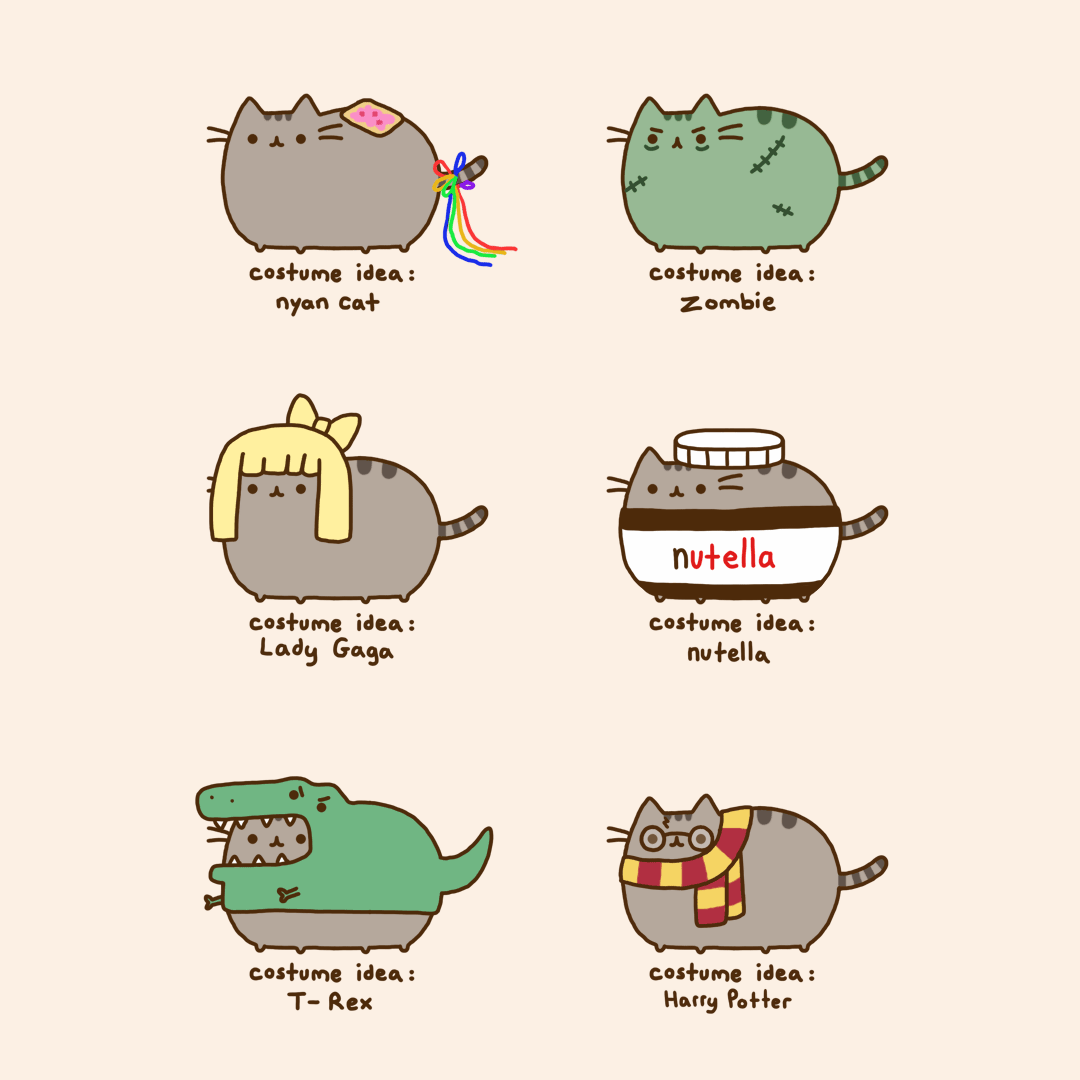 costume idea:
nyan cat
costume idea:
zombie
costume idea:
Lady Gaga
nutella
costume idea:
nutella
costume idea:
T-Rex
costume idea:
Harry Potter